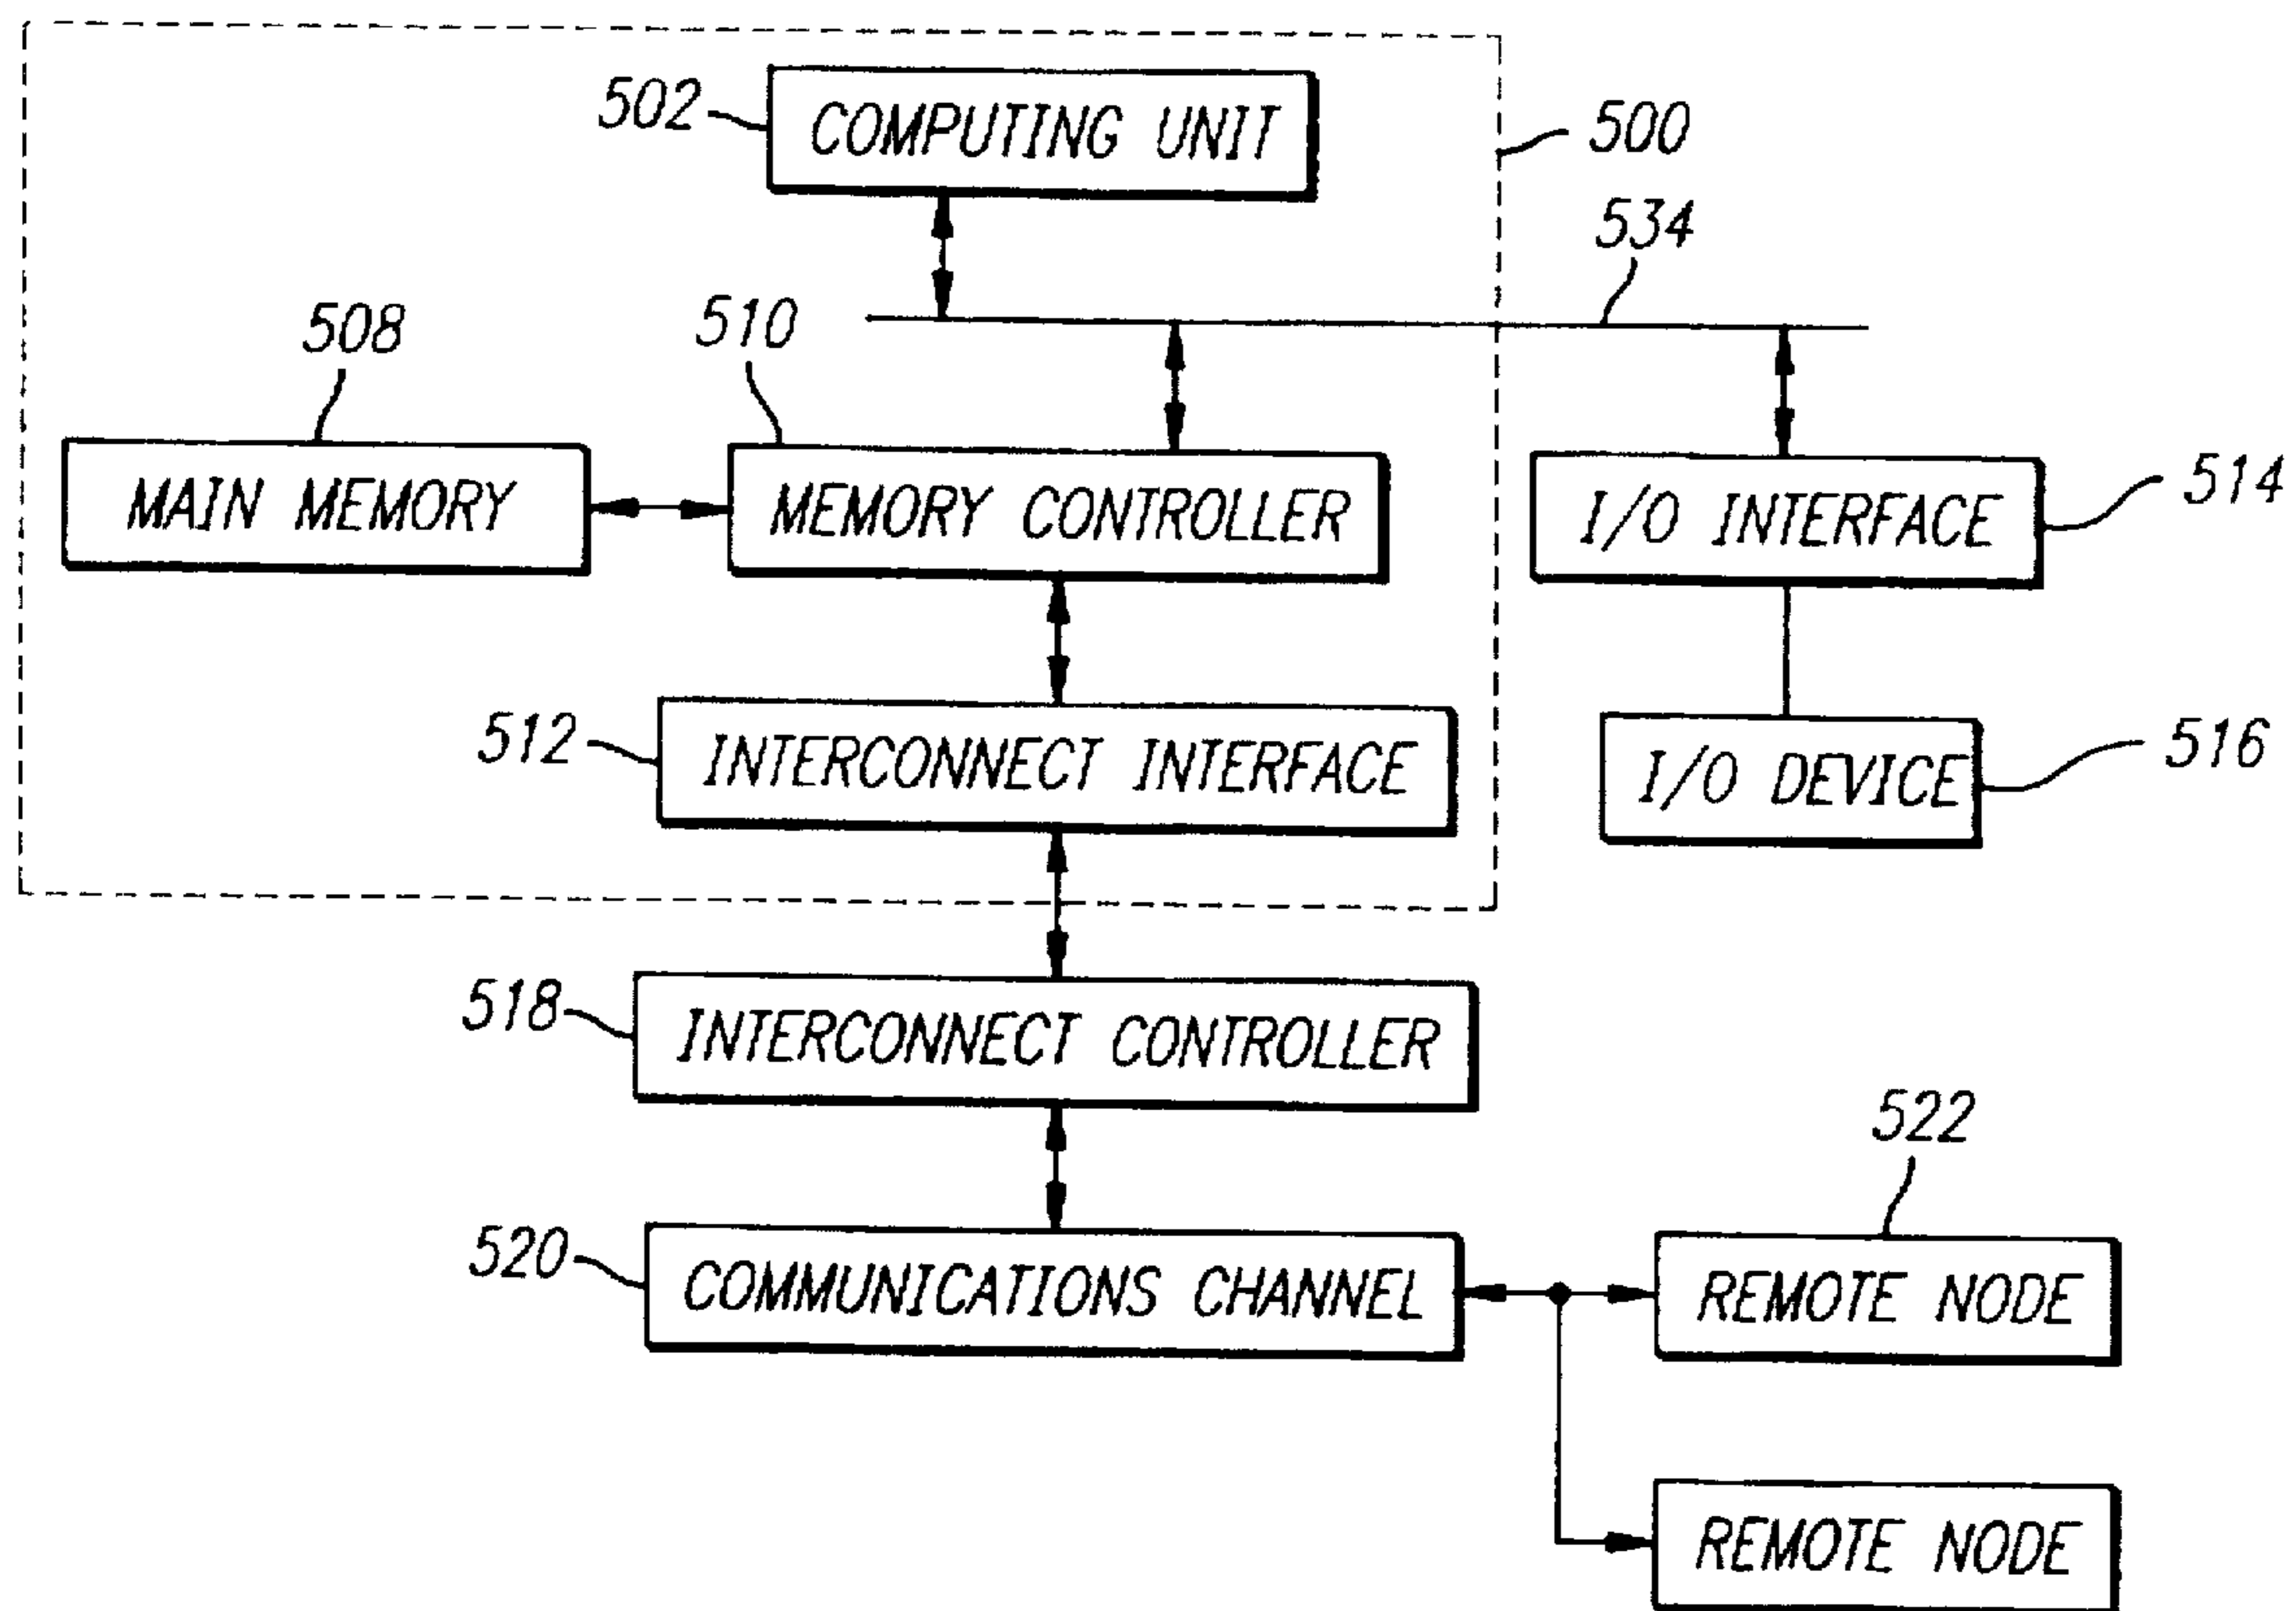 502
COMPUTING UNIT
500
534
508
510
MAIN MEMORY
MEMORY CONTROLLER
I/O INTERFACE
514
512
INTERCONNECT INTERFACE
I/O DEVICE
516
518
INTERCONNECT CONTROLLER
522
520
COMMUNICATIONS CHANNEL
REMOTE NODE
REMOTE NODE